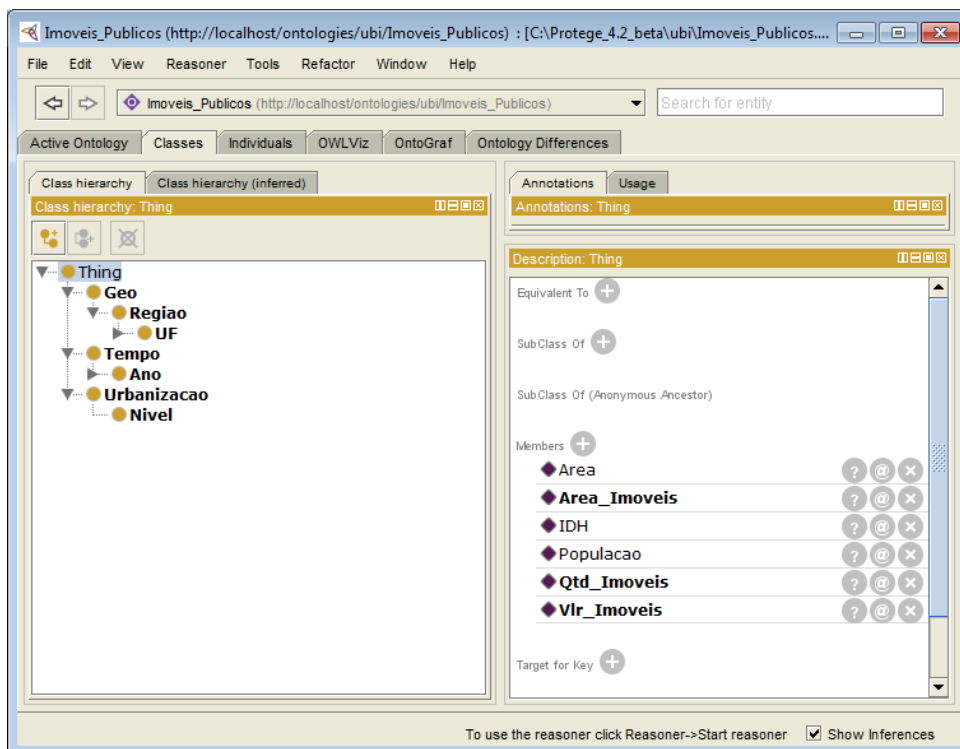 Imoveis_Publicos (http://localhost/ontologies/ubi/Imoveis_Publicos) : [C:\Protege_4.2_beta\ubi\Imoveis_Publicos....
File Edit View Reasoner Tools Refactor Window Help
Imoveis_Publicos (http://localhost/ontologies/ubi/Imoveis_Publicos)
Search for entity
Active Ontology Classes Individuals OWLViz OntoGraf Ontology Differences
Class hierarchy Class hierarchy (inferred)
Class hierarchy: Thing
Thing
Geo
Regiao
UF
Tempo
Ano
Urbanizacao
Nivel
Annotations Usage
Annotations: Thing
Description: Thing
Equivalent To
SubClass Of
SubClass Of (Anonymous Ancestor)
Members
Area
Area_Imoveis
IDH
Populacao
Qtd_Imoveis
Vlr_Imoveis
Target for Key
To use the reasoner click Reasoner->Start reasoner Show Inferences